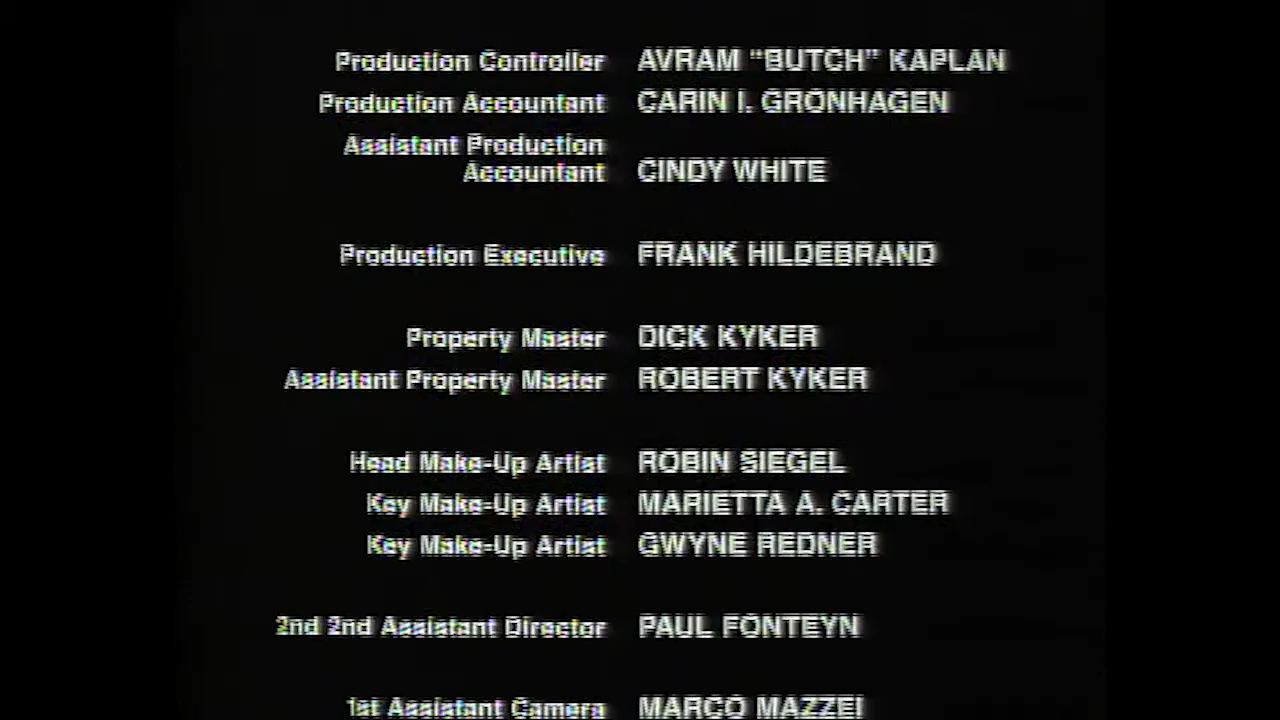 Production Controller AVRAM "BUTCH" KAPLAN
Production Accountant CARIN I. GRONHAGEN
Assistant Production
Accountant CINDY WHITE
Production Executive FRANK HILDEBRAND
Property Master DICK KYKER
Assistant Property Master ROBERT KYKER
Head Make-Up Artist ROBIN SIEGEL
Key Make-Up Artist MARIETTA A. CARTER
Key Make-Up Artist GWYNE REDNER
2nd 2nd Assistant Director PAUL FONTEYN
1st Assistant Camera MARCO MAZZEI